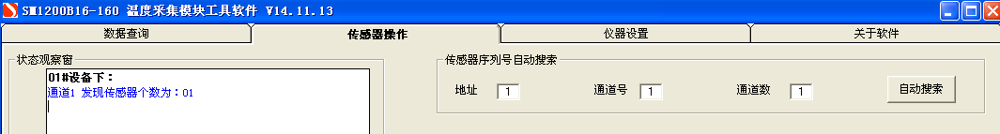 SM1200B16-160 温度采集模块工具软件 V14.11.13
数据查询 传感器操作 仪器设置 关于软件
状态观察窗
01#设备下：
通道1 发现传感器个数为：01
传感器序列号自动搜索
地址 1 通道号 1 通道数 1 自动搜索